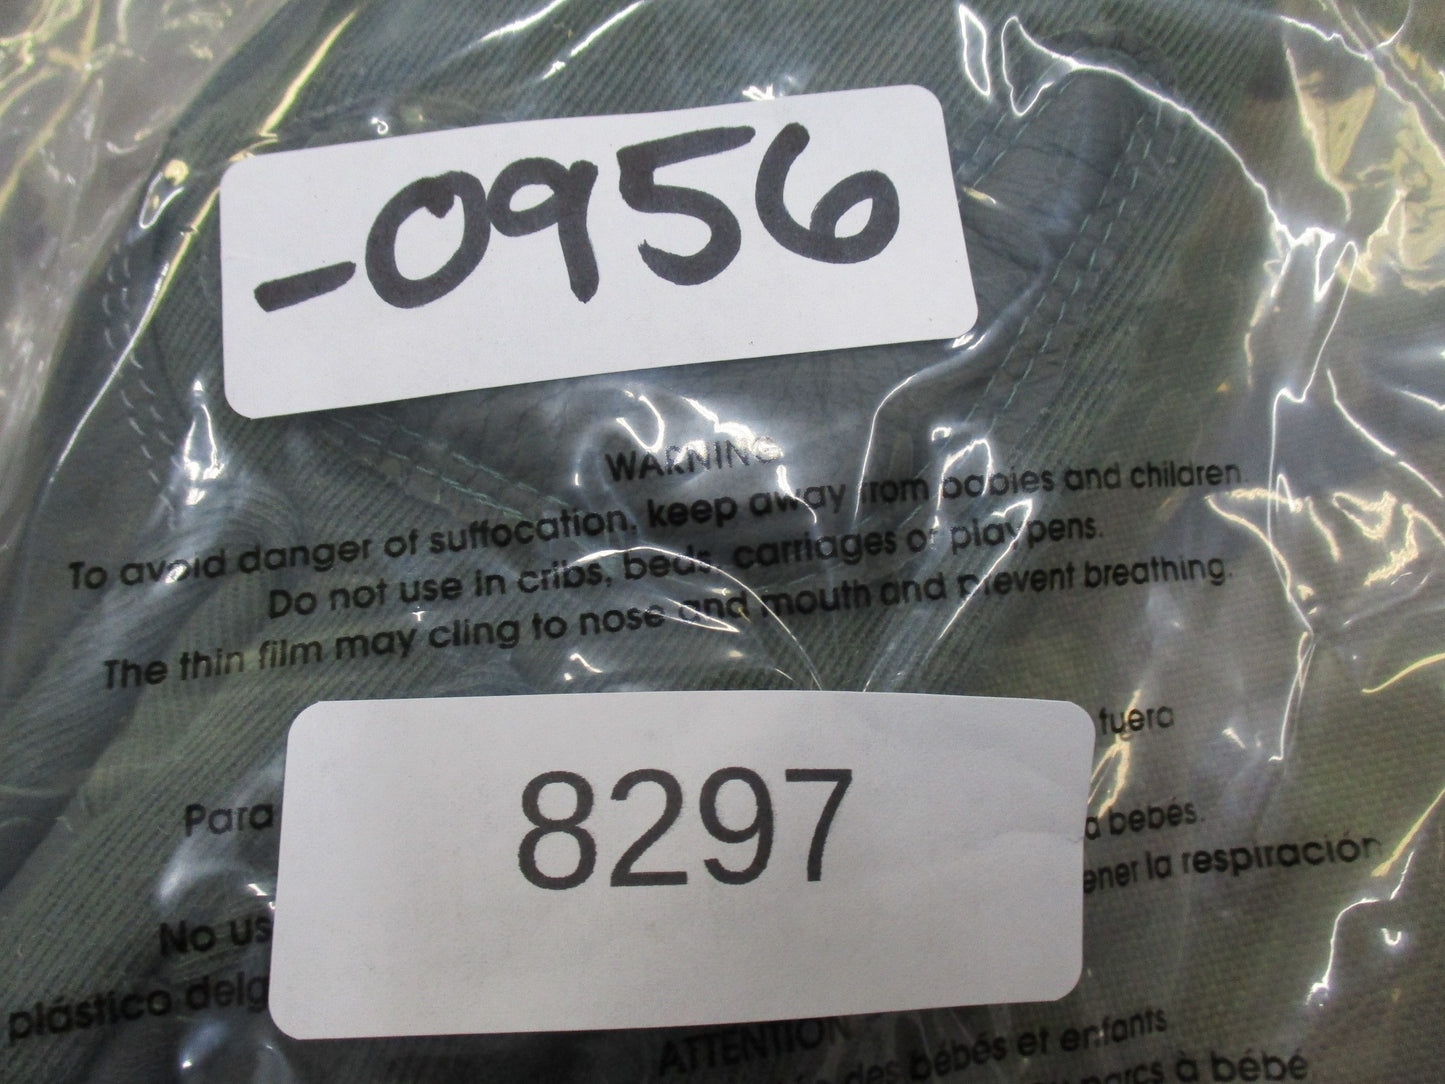 -0956
WARNING
To avoid danger of suffocation, keep away from babies and children.
Do not use in cribs, beds, carriages or playpens.
The thin film may cling to nose and mouth and prevent breathing.
fuera
Para
8297
a bebés.
No us
ener la respiración
plástico delg
ATTENTION
des bébés et enfants
parcs à bébé